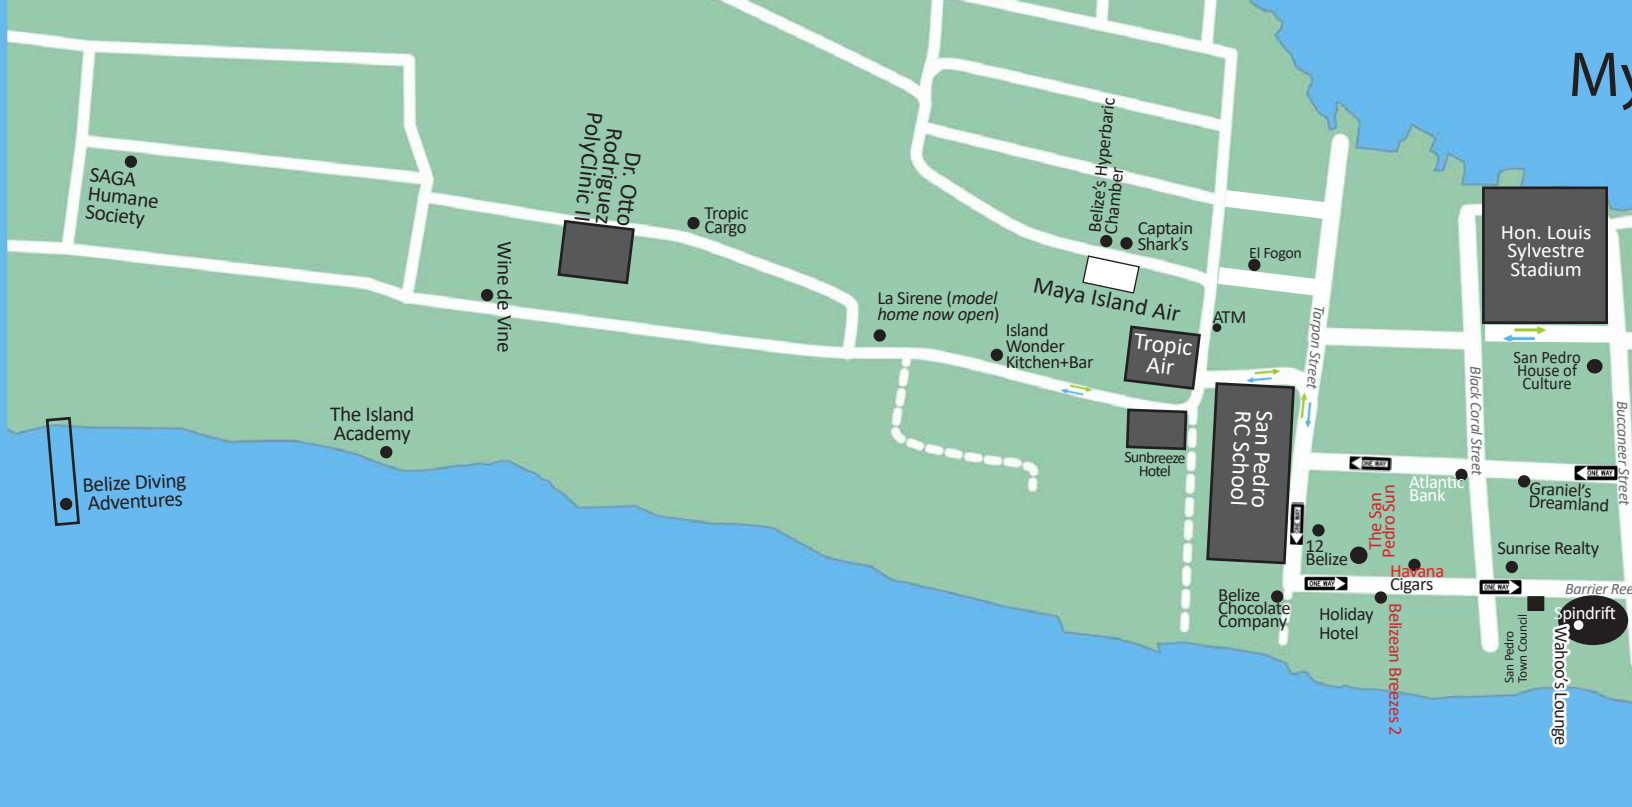 My
SAGA
Humane
Society
Dr. Otto
Rodriguez
PolyClinic II
Tropic
Cargo
Wine de Vine
The Island
Academy
Belize Diving
Adventures
La Sirene (model
home now open)
Island
Wonder
Kitchen+Bar
Belize's Hyperbaric
Chamber
Captain
Shark's
Maya Island Air
Tropic
Air
Sunbreeze
Hotel
ATM
El Fogon
Tarpon Street
San Pedro
RC School
Hon. Louis
Sylvestre
Stadium
San Pedro
House of
Culture
Black Coral Street
Buccaneer Street
ONE WAY
ONE WAY
ONE WAY
ONE WAY
ONE WAY
Atlantic
Bank
Graniel's
Dreamland
The San
Pedro Sun
12
Belize
Havana
Cigars
Sunrise Realty
Barrier Ree
Belize
Chocolate
Company
Holiday
Hotel
Belizean Breezes 2
San Pedro
Town Council
Spindrift
Wahoo's Lounge